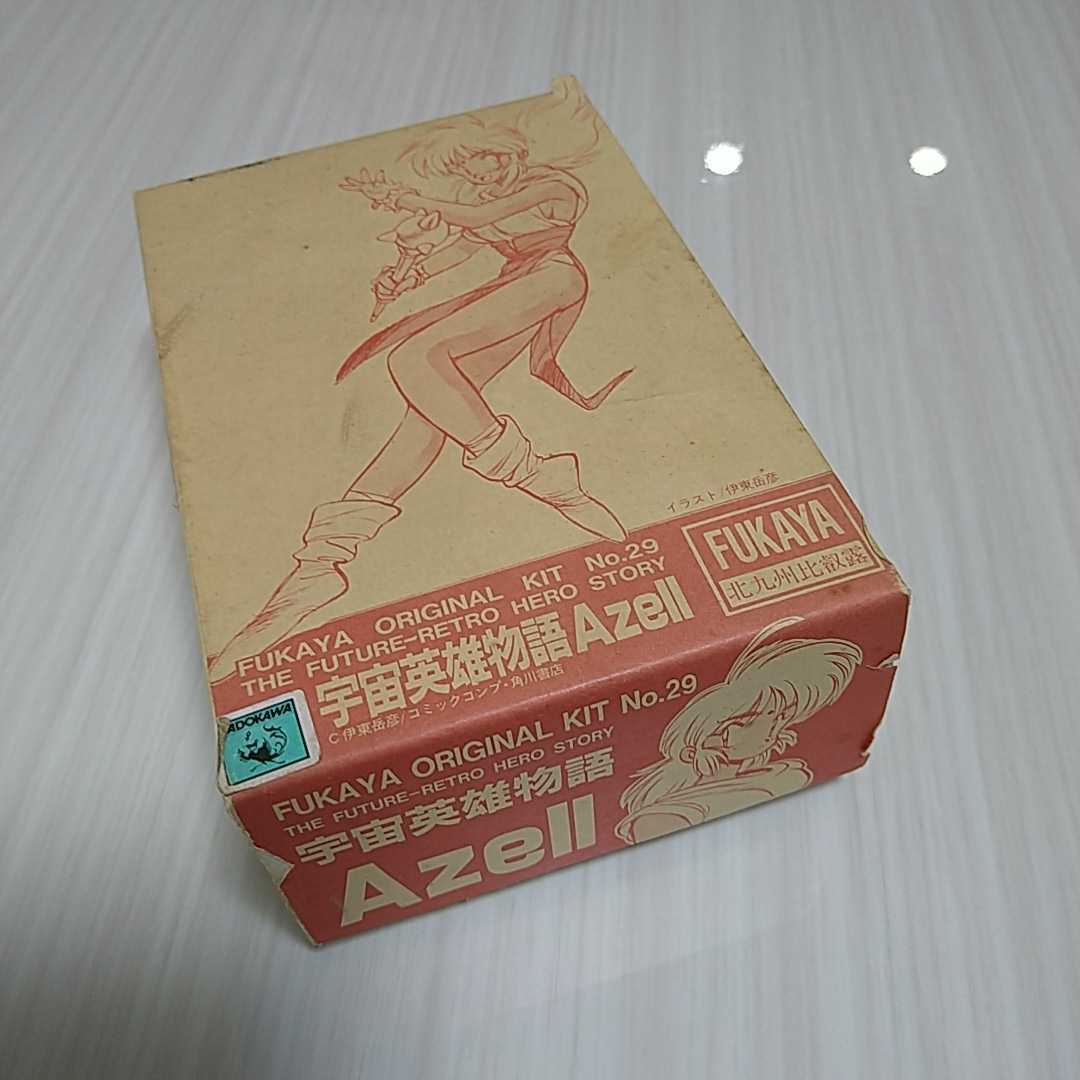 イラスト/伊東岳彦
FUKAYA
北九州比叡露
FUKAYA ORIGINAL KIT No.29
THE FUTURE-RETRO HERO STORY
宇宙英雄物語 Azell
C 伊東岳彦/コミックコンプ・角川書店
ADOKAWA
FUKAYA ORIGINAL KIT No.29
THE FUTURE-RETRO HERO STORY
宇宙英雄物語
Azell